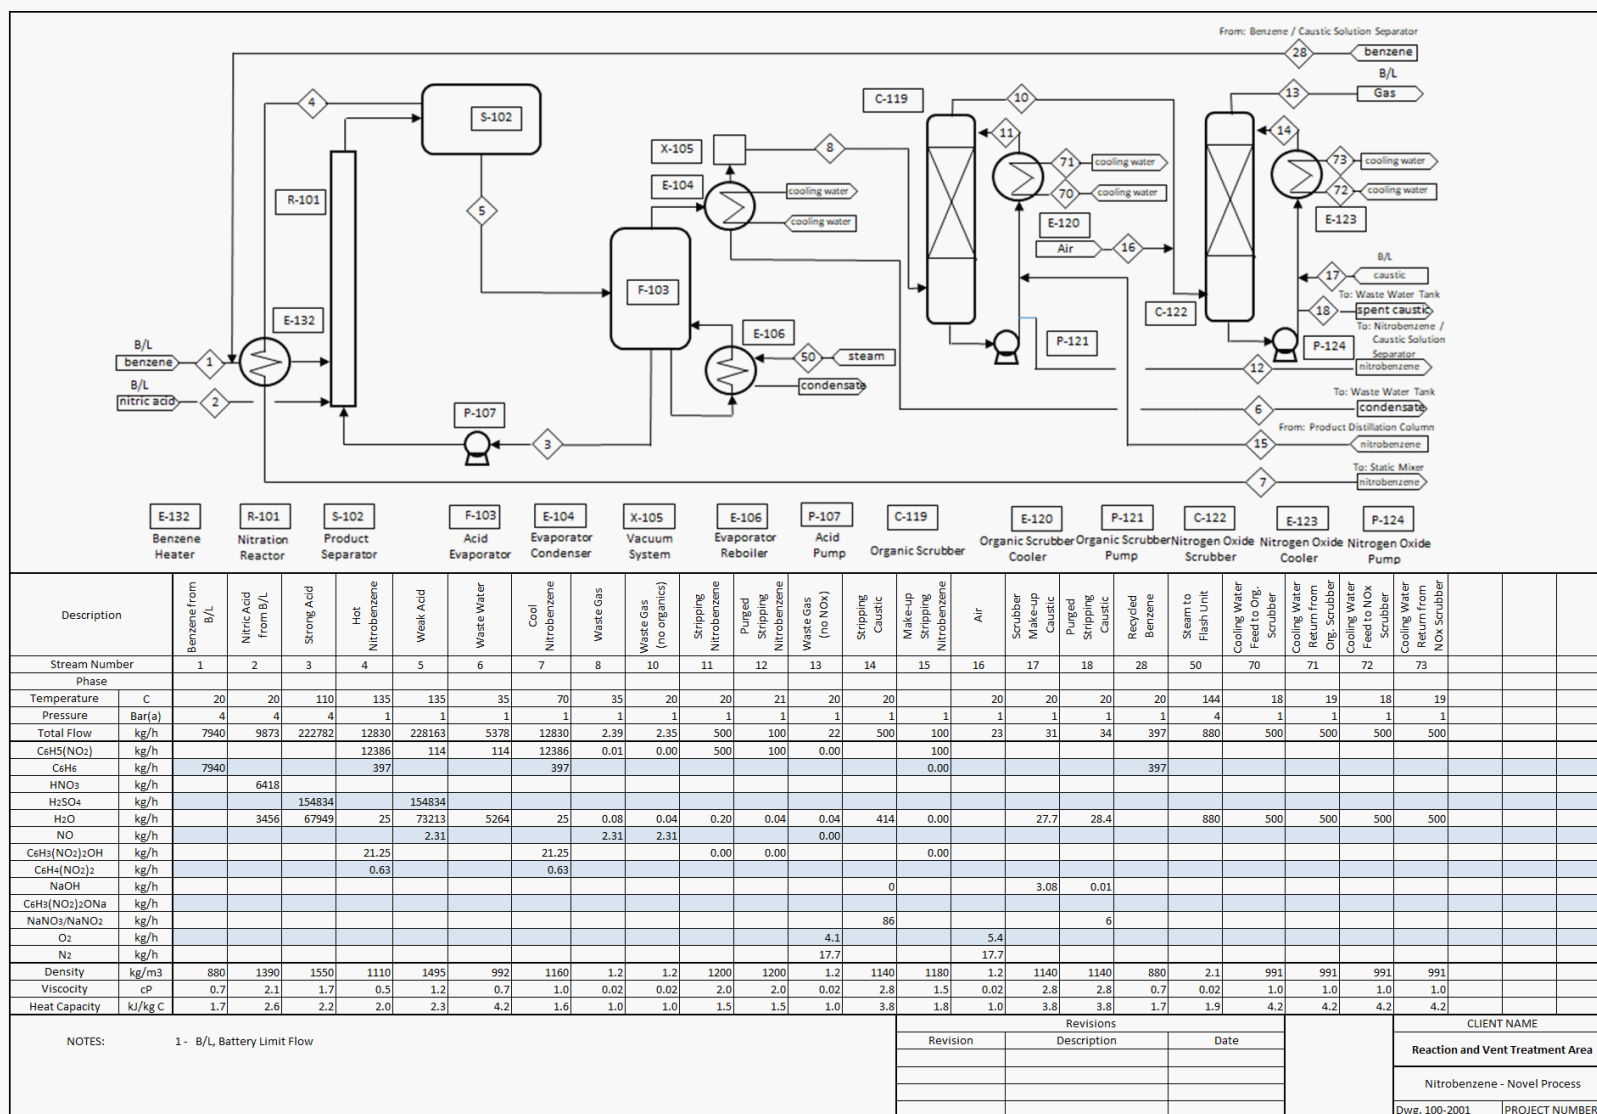 From: Benzene / Caustic Solution Separator
28 benzene
B/L
13 Gas
4
S-102
C-119
10
11
14
X-105
8
71 cooling water
73 cooling water
E-104
cooling water
70 cooling water
72 cooling water
R-101
5
cooling water
E-120
E-123
Air 16
B/L
17 caustic
F-103
To: Waste Water Tank
C-122
18 spent caustic
E-132
E-106
P-121
P-124
To: Nitrobenzene /
Caustic Solution
Separator
B/L
benzene 1
50 steam
12 nitrobenzene
B/L
nitric acid 2
condensate
To: Waste Water Tank
6 condensate
P-107
From: Product Distillation Column
3
15 nitrobenzene
To: Static Mixer
7 nitrobenzene
E-132 R-101 S-102 F-103 E-104 X-105 E-106 P-107 C-119 E-120 P-121 C-122 E-123 P-124
Benzene Heater
Nitration Reactor
Product Separator
Acid Evaporator
Evaporator Condenser
Vacuum System
Evaporator Reboiler
Acid Pump
Organic Scrubber
Organic Scrubber Cooler
Organic Scrubber Pump
Nitrogen Oxide Scrubber
Nitrogen Oxide Cooler
Nitrogen Oxide Pump
Description
Benzene from B/L
Nitric Acid from B/L
Strong Acid
Hot Nitrobenzene
Weak Acid
Waste Water
Cool Nitrobenzene
Waste Gas
Waste Gas (no organics)
Stripping Nitrobenzene
Purged Stripping Nitrobenzene
Waste Gas (no NOx)
Stripping Caustic
Make-up Stripping Nitrobenzene
Air
Scrubber Make-up Caustic
Purged Stripping Caustic
Recycled Benzene
Steam to Flash Unit
Cooling Water Feed to Org. Scrubber
Cooling Water Return from Org. Scrubber
Cooling Water Feed to NOx Scrubber
Cooling Water Return from NOx Scrubber
Stream Number 1 2 3 4 5 6 7 8 10 11 12 13 14 15 16 17 18 28 50 70 71 72 73
Phase
Temperature C 20 20 110 135 135 35 70 35 20 20 21 20 20 20 20 20 20 144 18 19 18 19
Pressure Bar(a) 4 4 4 1 1 1 1 1 1 1 1 1 1 1 1 1 1 1 4 1 1 1 1
Total Flow kg/h 7940 9873 222782 12830 228163 5378 12830 2.39 2.35 500 100 22 500 100 23 31 34 397 880 500 500 500 500
C6H5(NO2) kg/h 12386 114 114 12386 0.01 0.00 500 100 0.00 100
C6H6 kg/h 7940 397 397 0.00 397
HNO3 kg/h 6418
H2SO4 kg/h 154834 154834
H2O kg/h 3456 67949 25 73213 5264 25 0.08 0.04 0.20 0.04 0.04 414 0.00 27.7 28.4 880 500 500 500 500
NO kg/h 2.31 2.31 2.31 0.00
C6H3(NO2)2OH kg/h 21.25 21.25 0.00 0.00 0.00
C6H4(NO2)2 kg/h 0.63 0.63
NaOH kg/h 0 3.08 0.01
C6H3(NO2)2ONa kg/h
NaNO3/NaNO2 kg/h 86 6
O2 kg/h 4.1 5.4
N2 kg/h 17.7 17.7
Density kg/m3 880 1390 1550 1110 1495 992 1160 1.2 1.2 1200 1200 1.2 1140 1180 1.2 1140 1140 880 2.1 991 991 991 991
Viscocity cP 0.7 2.1 1.7 0.5 1.2 0.7 1.0 0.02 0.02 2.0 2.0 0.02 2.8 1.5 0.02 2.8 2.8 0.7 0.02 1.0 1.0 1.0 1.0
Heat Capacity kJ/kg C 1.7 2.6 2.2 2.0 2.3 4.2 1.6 1.0 1.0 1.5 1.5 1.0 3.8 1.8 1.0 3.8 3.8 1.7 1.9 4.2 4.2 4.2 4.2
NOTES: 1 - B/L, Battery Limit Flow
Revisions
Revision Description Date
CLIENT NAME
Reaction and Vent Treatment Area
Nitrobenzene - Novel Process
Dwg. 100-2001 PROJECT NUMBER